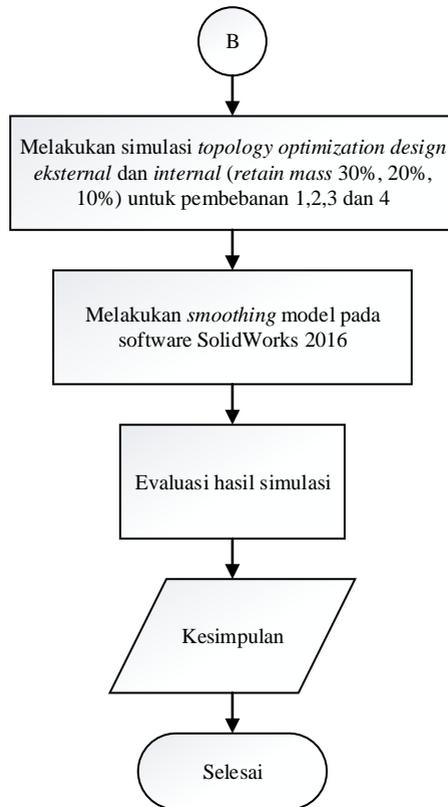 B
Melakukan simulasi topology optimization design
eksternal dan internal (retain mass 30%, 20%,
10%) untuk pembebanan 1,2,3 dan 4
Melakukan smoothing model pada
software SolidWorks 2016
Evaluasi hasil simulasi
Kesimpulan
Selesai